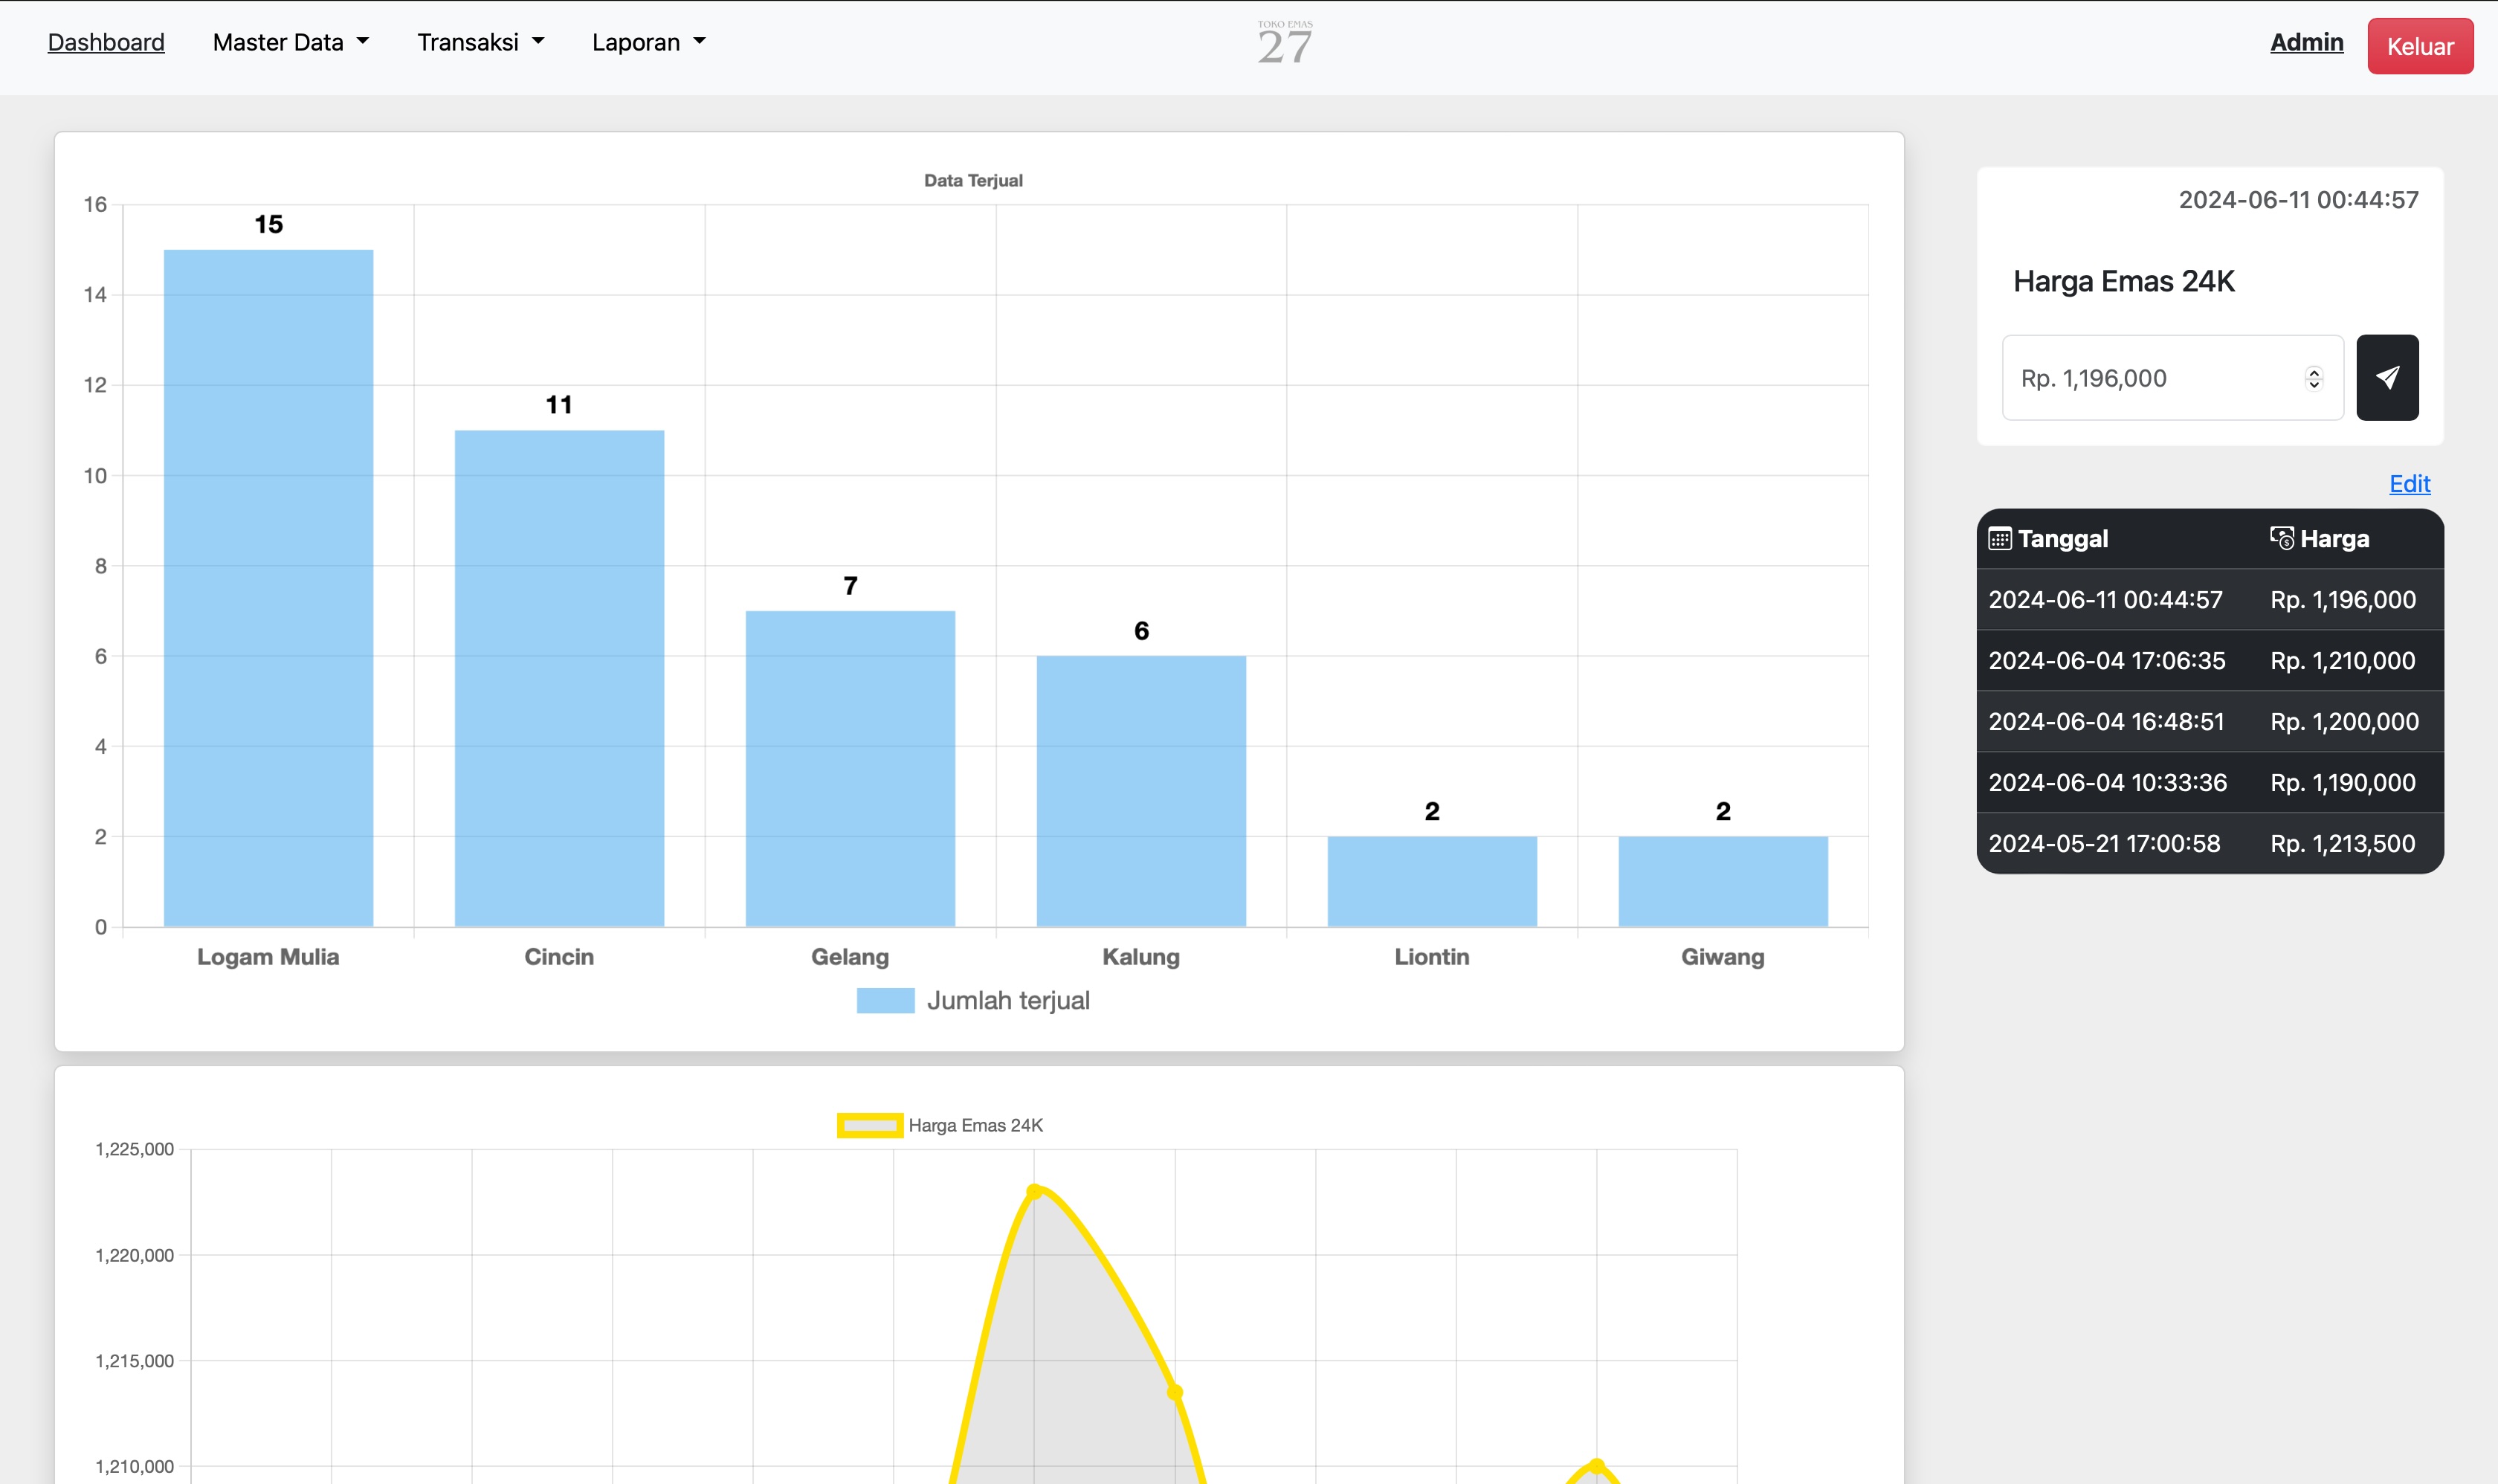 Dashboard Master Data Transaksi Laporan
TOKO EMAS
27
Admin Keluar
Data Terjual
16
14
12
10
8
6
4
2
0
15
11
7
6
2
2
Logam Mulia Cincin Gelang Kalung Liontin Giwang
Jumlah terjual
2024-06-11 00:44:57
Harga Emas 24K
Rp. 1,196,000
Edit
Tanggal Harga
2024-06-11 00:44:57 Rp. 1,196,000
2024-06-04 17:06:35 Rp. 1,210,000
2024-06-04 16:48:51 Rp. 1,200,000
2024-06-04 10:33:36 Rp. 1,190,000
2024-05-21 17:00:58 Rp. 1,213,500
Harga Emas 24K
1,225,000
1,220,000
1,215,000
1,210,000